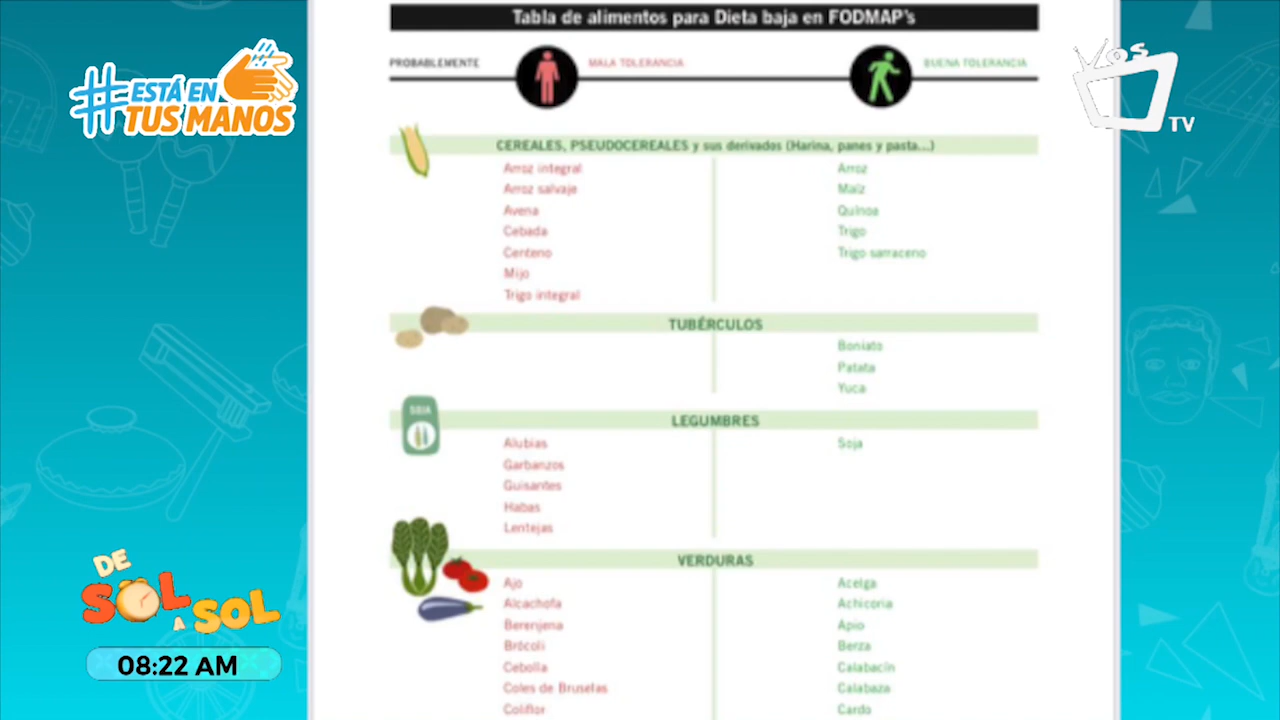 Tabla de alimentos para Dieta baja en FODMAP's
#ESTÁ EN
TUS MANOS
VOS
TV
PROBABLEMENTE
MALA TOLERANCIA
BUENA TOLERANCIA
CEREALES, PSEUDOCEREALES y sus derivados (Harina, panes y pasta...)
Arroz integral
Arroz salvaje
Avena
Cebada
Centeno
Mijo
Trigo integral
Arroz
Maíz
Quinoa
Trigo
Trigo sarraceno
TUBÉRCULOS
Boniato
Patata
Yuca
SOJA
LEGUMBRES
Alubias
Garbanzos
Guisantes
Habas
Lentejas
Soja
VERDURAS
Ajo
Alcachofa
Berenjena
Brócoli
Cebolla
Coles de Bruselas
Coliflor
Acelga
Achicoria
Apio
Berza
Calabacín
Calabaza
Cardo
DE
SOL
A SOL
08:22 AM